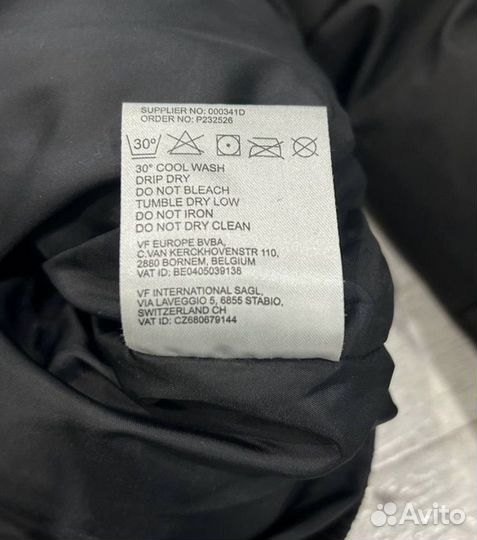 SUPPLIER NO: 000341D
ORDER NO: P232526
30°
30° COOL WASH
DRIP DRY
DO NOT BLEACH
TUMBLE DRY LOW
DO NOT IRON
DO NOT DRY CLEAN
VF EUROPE BVBA,
C.VAN KERCKHOVENSTR 110,
2880 BORNEM, BELGIUM
VAT ID: BE0405039138
VF INTERNATIONAL SAGL,
VIA LAVEGGIO 5, 6855 STABIO,
SWITZERLAND CH
VAT ID: CZ680679144
Avito